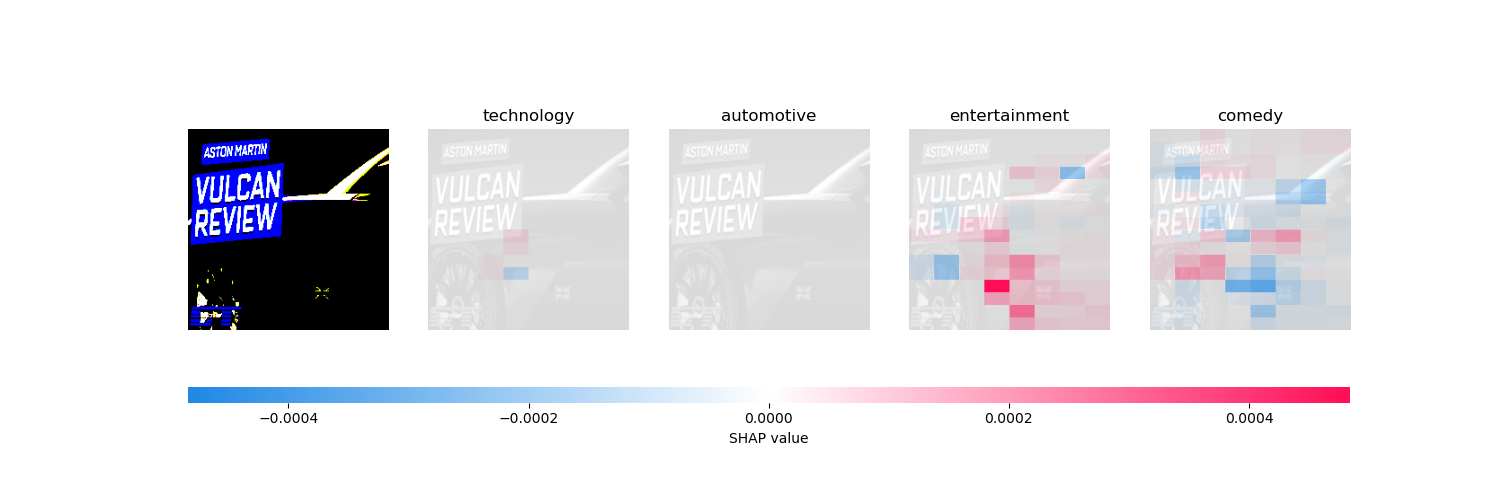 technology
automotive
entertainment
comedy
ASTON MARTIN
VULCAN
REVIEW
ASTON MARTIN
VULCAN
REVIEW
ASTON MARTIN
VULCAN
REVIEW
ASTON MARTIN
VULCAN
REVIEW
ASTON MARTIN
VULCAN
REVIEW
−0.0004
−0.0002
0.0000
0.0002
0.0004
SHAP value